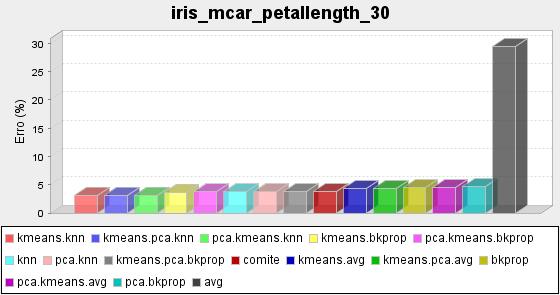 iris_mcar_petallength_30
Erro (%)
30
25
20
15
10
5
0
kmeans.knn kmeans.pca.knn pca.kmeans.knn kmeans.bkprop pca.kmeans.bkprop
knn pca.knn kmeans.pca.bkprop comite kmeans.avg kmeans.pca.avg bkprop
pca.kmeans.avg pca.bkprop avg